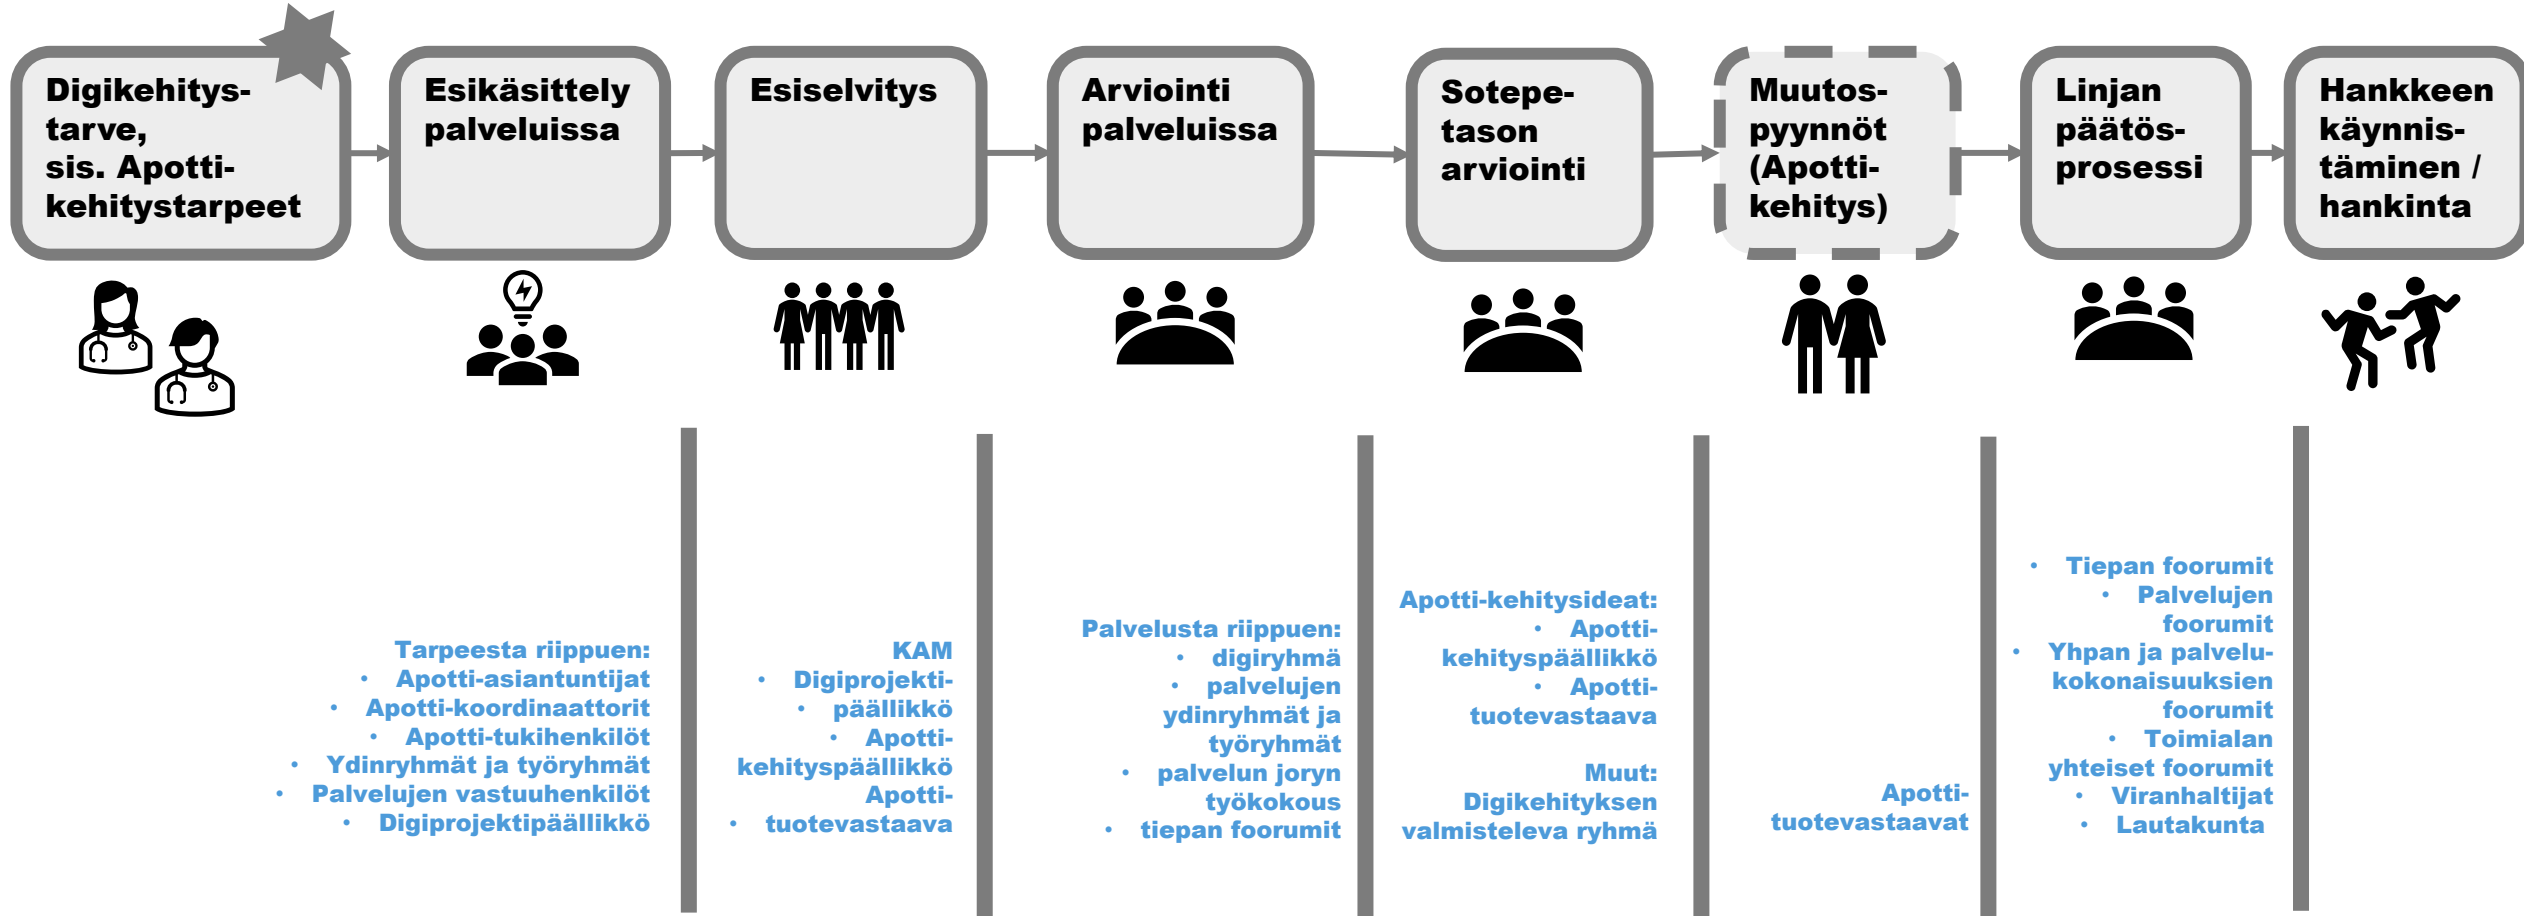 Digikehitys-
tarve,
sis. Apotti-
kehitystarpeet
Esikäsittely
palveluissa
Esiselvitys
Arviointi
palveluissa
Sotepe-
tason
arviointi
Muutos-
pyynnöt
(Apotti-
kehitys)
Linjan
päätös-
prosessi
Hankkeen
käynnis-
täminen /
hankinta
Tarpeesta riippuen:
• Apotti-asiantuntijat
• Apotti-koordinaattorit
• Apotti-tukihenkilöt
• Ydinryhmät ja työryhmät
• Palvelujen vastuuhenkilöt
• Digiprojektipäällikkö
KAM
• Digiprojekti-
• päällikkö
• Apotti-
kehityspäällikkö
Apotti-
• tuotevastaava
Palvelusta riippuen:
• digiryhmä
• palvelujen
ydinryhmät ja
työryhmät
• palvelun joryn
työkokous
• tiepan foorumit
Apotti-kehitysideat:
• Apotti-
kehityspäällikkö
• Apotti-
tuotevastaava
Muut:
Digikehityksen
valmisteleva ryhmä
Apotti-
tuotevastaavat
• Tiepan foorumit
• Palvelujen
foorumit
• Yhpan ja palvelu-
kokonaisuuksien
foorumit
• Toimialan
yhteiset foorumit
• Viranhaltijat
• Lautakunta